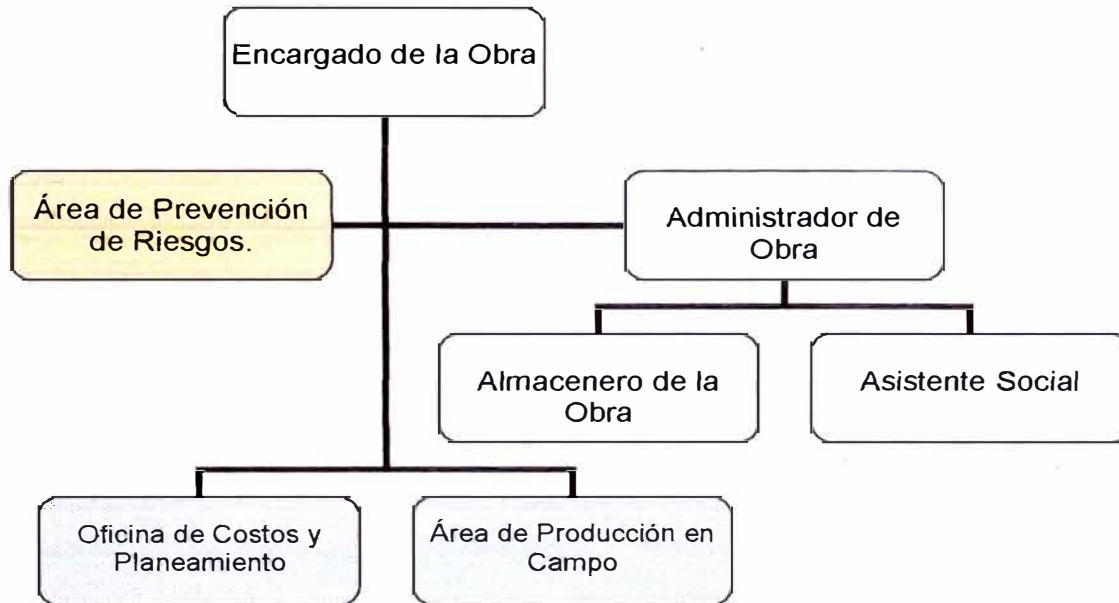 Encargado de la Obra
Área de Prevención
de Riesgos.
Administrador de
Obra
Almacenero de la
Obra
Asistente Social
Oficina de Costos y
Planeamiento
Área de Producción en
Campo